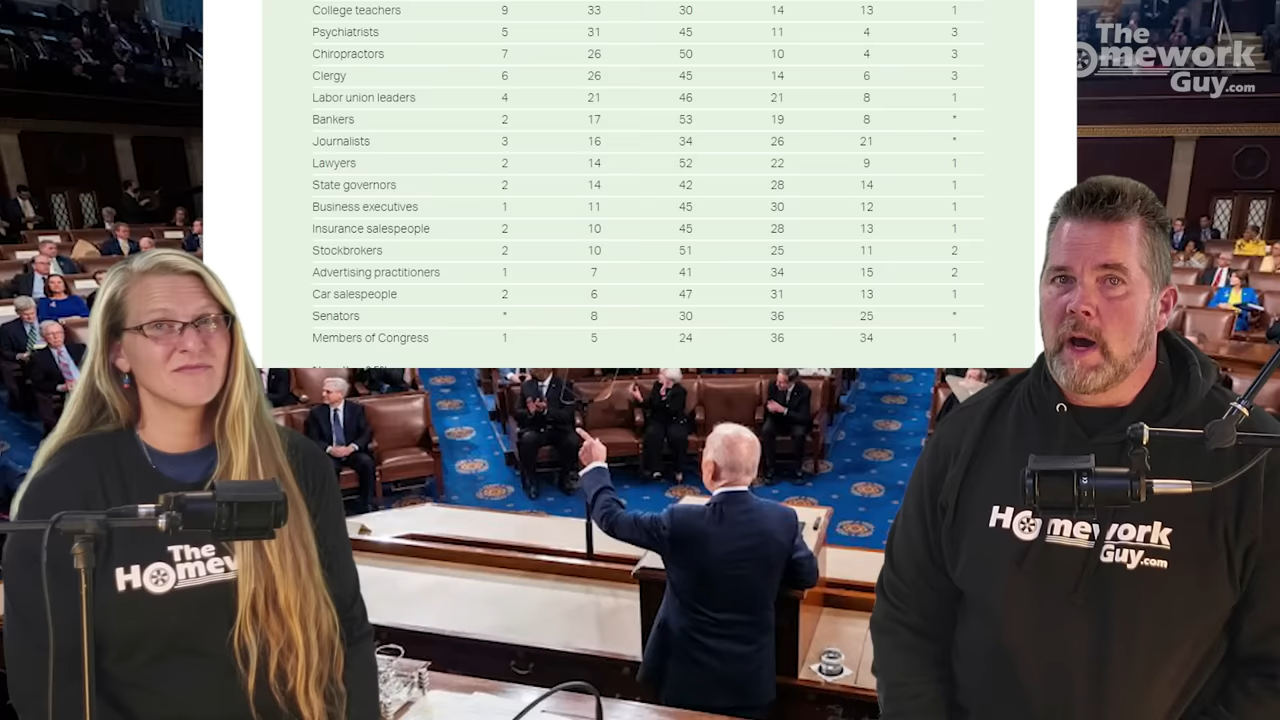 College teachers 9 33 30 14 13 1
Psychiatrists 5 31 45 11 4 3
Chiropractors 7 26 50 10 4 3
Clergy 6 26 45 14 6 3
Labor union leaders 4 21 46 21 8 1
Bankers 2 17 53 19 8 *
Journalists 3 16 34 26 21 *
Lawyers 2 14 52 22 9 1
State governors 2 14 42 28 14 1
Business executives 1 11 45 30 12 1
Insurance salespeople 2 10 45 28 13 1
Stockbrokers 2 10 51 25 11 2
Advertising practitioners 1 7 41 34 15 2
Car salespeople 2 6 47 31 13 1
Senators * 8 30 36 25 *
Members of Congress 1 5 24 36 34 1
The
Homework
Guy.com
The
Homew
Homework
Guy.com